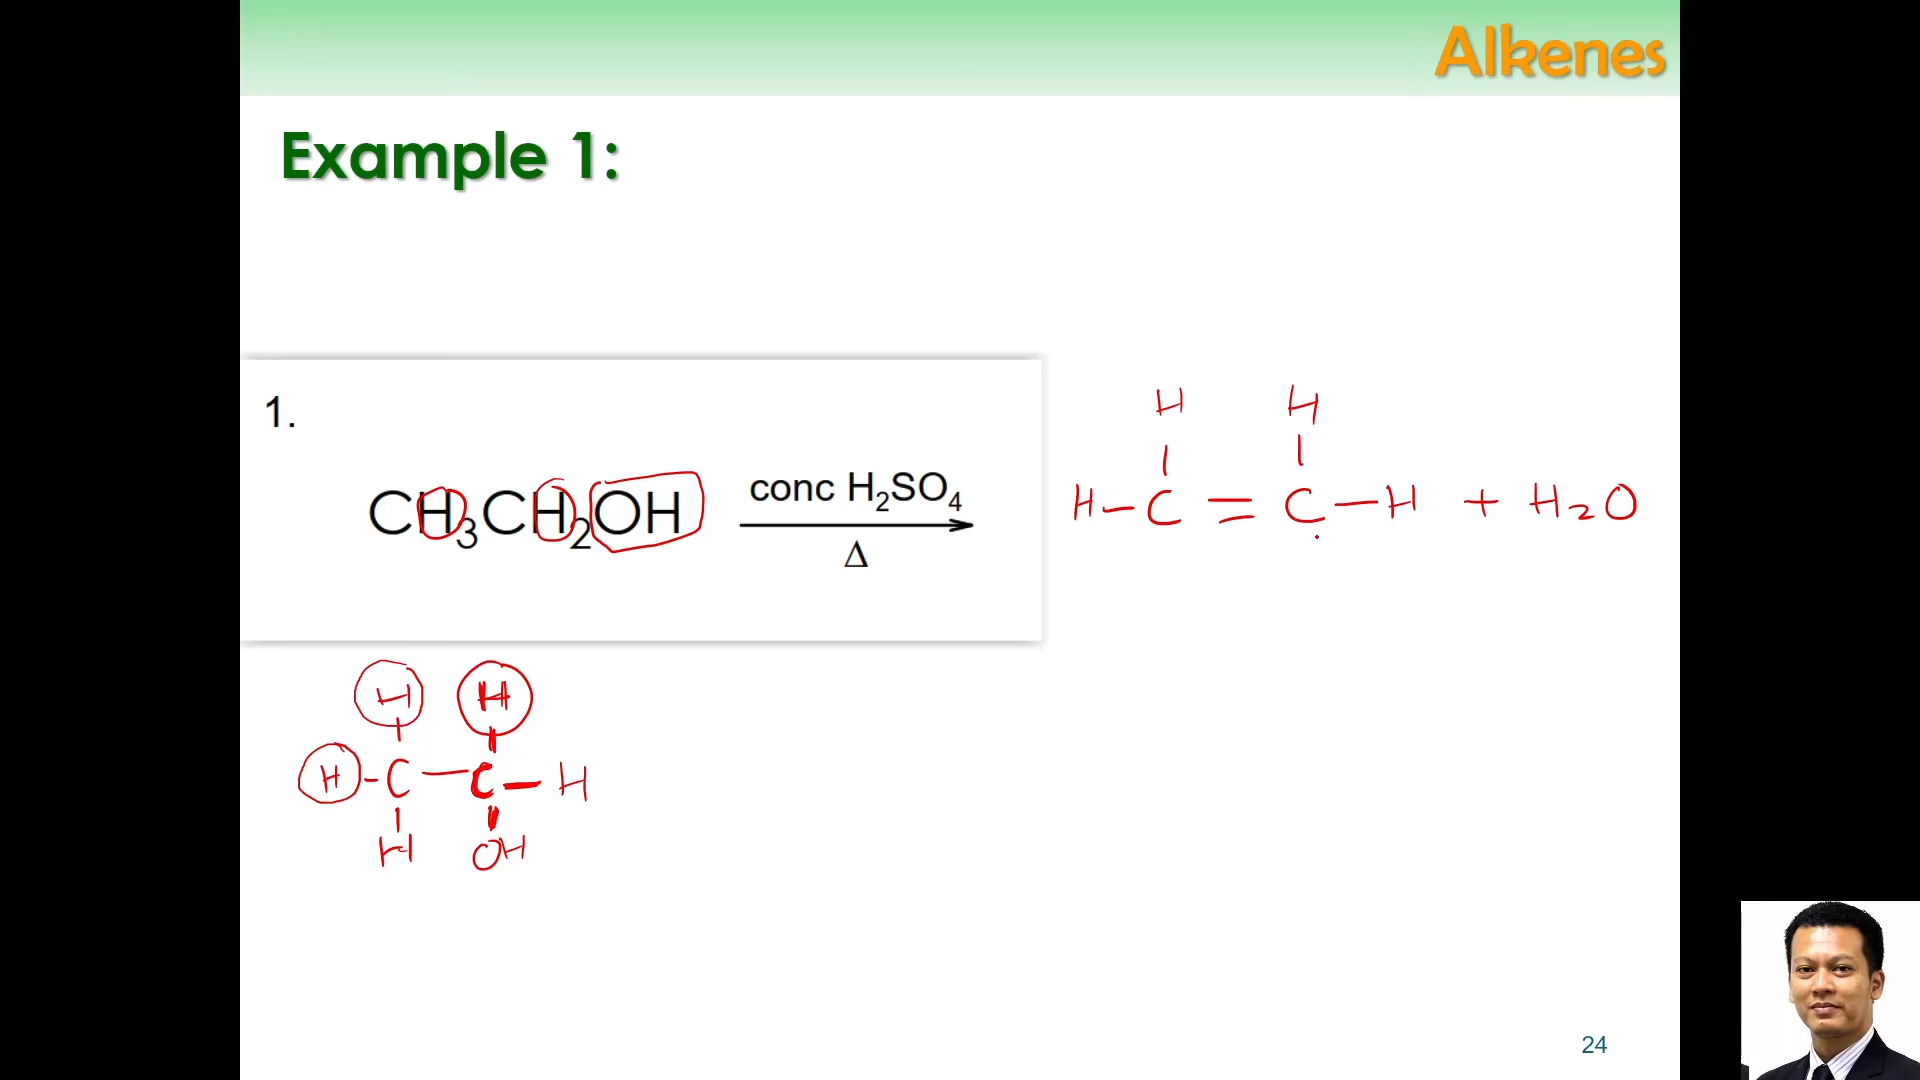 Alkenes
Example 1:
1.
CH3CH2OH
conc H2SO4
Δ
H H
H-C=C-H + H2O
H H
H-C-C-H
H OH
24